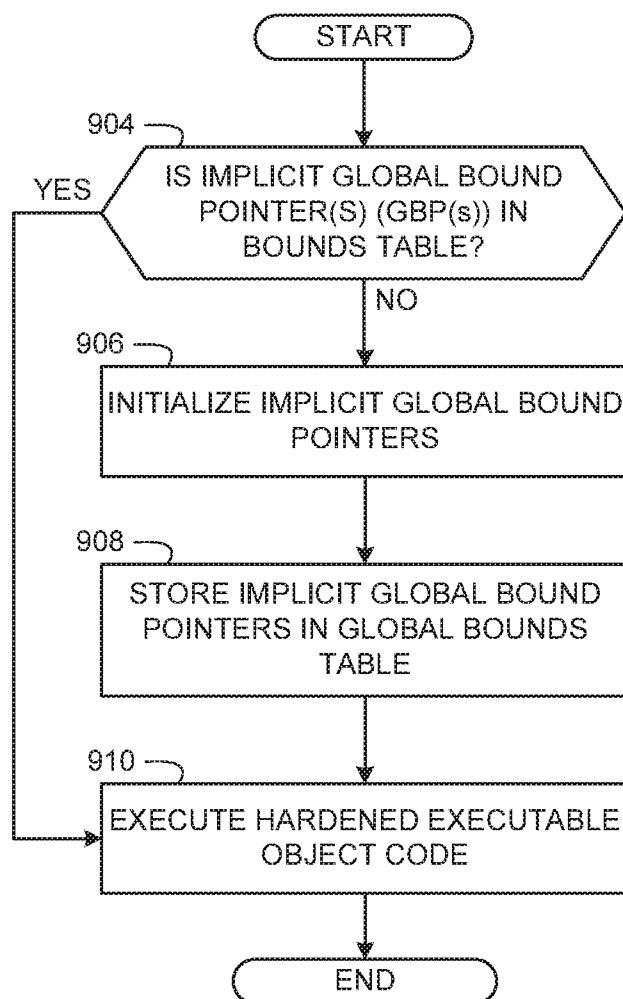 START
904
YES
IS IMPLICIT GLOBAL BOUND
POINTER(S) (GBP(s)) IN
BOUNDS TABLE?
NO
906
INITIALIZE IMPLICIT GLOBAL BOUND
POINTERS
908
STORE IMPLICIT GLOBAL BOUND
POINTERS IN GLOBAL BOUNDS
TABLE
910
EXECUTE HARDENED EXECUTABLE
OBJECT CODE
END